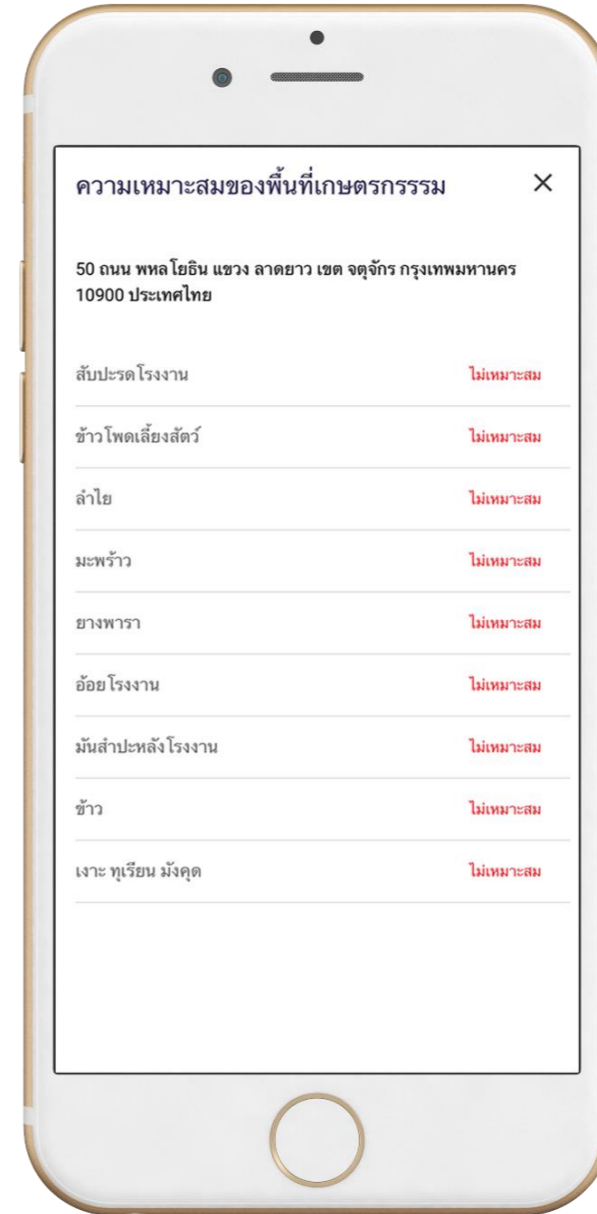 ความเหมาะสมของพื้นที่เกษตรกรรรม
50 ถนน พหลโยธิน แขวง ลาดยาว เขต จตุจักร กรุงเทพมหานคร
10900 ประเทศไทย
สับปะรดโรงงาน ไม่เหมาะสม
ข้าวโพดเลี้ยงสัตว์ ไม่เหมาะสม
ลำไย ไม่เหมาะสม
มะพร้าว ไม่เหมาะสม
ยางพารา ไม่เหมาะสม
อ้อยโรงงาน ไม่เหมาะสม
มันสำปะหลังโรงงาน ไม่เหมาะสม
ข้าว ไม่เหมาะสม
เงาะ ทุเรียน มังคุด ไม่เหมาะสม